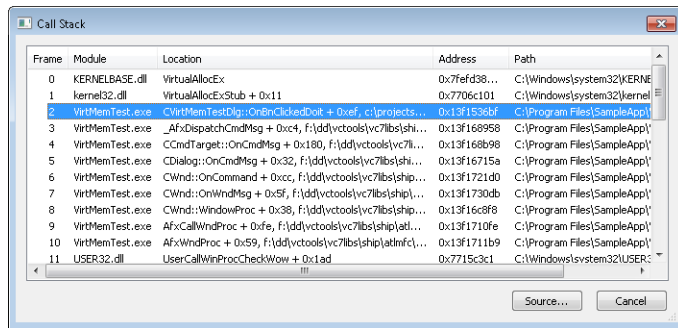 Call Stack
Frame Module Location Address Path
0 KERNELBASE.dll VirtualAllocEx 0x7fefd38... C:\Windows\system32\KERNE
1 kernel32.dll VirtualAllocExStub + 0x11 0x7706c101 C:\Windows\system32\kernel
2 VirtMemTest.exe CVirtMemTestDlg::OnBnClickedDoit + 0xef, c:\projects... 0x13f1536bf C:\Program Files\SampleApp\
3 VirtMemTest.exe _AfxDispatchCmdMsg + 0xc4, f:\dd\vctools\vc7libs\shi... 0x13f168958 C:\Program Files\SampleApp\
4 VirtMemTest.exe CCmdTarget::OnCmdMsg + 0x180, f:\dd\vctools\vc7li... 0x13f168b98 C:\Program Files\SampleApp\
5 VirtMemTest.exe CDialog::OnCmdMsg + 0x32, f:\dd\vctools\vc7libs\shi... 0x13f16715a C:\Program Files\SampleApp\
6 VirtMemTest.exe CWnd::OnCommand + 0xcc, f:\dd\vctools\vc7libs\ship... 0x13f1721d0 C:\Program Files\SampleApp\
7 VirtMemTest.exe CWnd::OnWndMsg + 0x5f, f:\dd\vctools\vc7libs\ship\... 0x13f1730db C:\Program Files\SampleApp\
8 VirtMemTest.exe CWnd::WindowProc + 0x38, f:\dd\vctools\vc7libs\ship... 0x13f16c8f8 C:\Program Files\SampleApp\
9 VirtMemTest.exe AfxCallWndProc + 0xfe, f:\dd\vctools\vc7libs\ship\atl... 0x13f1710fe C:\Program Files\SampleApp\
10 VirtMemTest.exe AfxWndProc + 0x59, f:\dd\vctools\vc7libs\ship\atlmfc\... 0x13f1711b9 C:\Program Files\SampleApp\
11 USER32.dll UserCallWinProcCheckWow + 0x1ad 0x7715c3c1 C:\Windows\system32\USER3
Source... Cancel